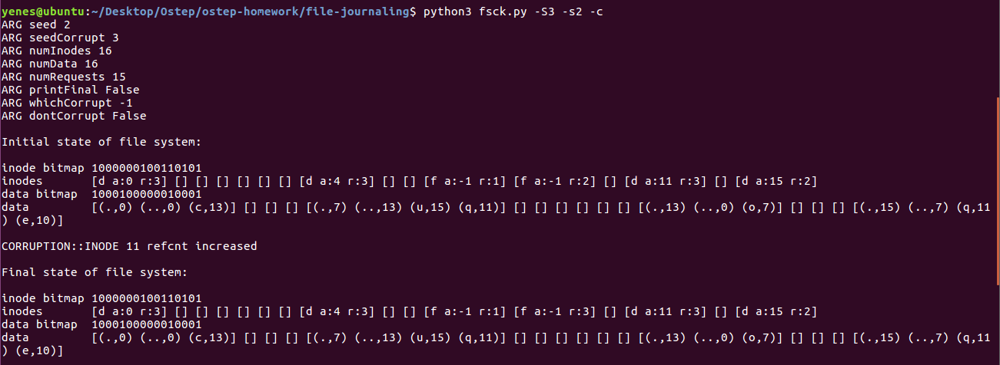 yenes@ubuntu:~/Desktop/Ostep/ostep-homework/file-journaling$ python3 fsck.py -S3 -s2 -c
ARG seed 2
ARG seedCorrupt 3
ARG numInodes 16
ARG numData 16
ARG numRequests 15
ARG printFinal False
ARG whichCorrupt -1
ARG dontCorrupt False
Initial state of file system:
inode bitmap 1000000100110101
inodes       [d a:0 r:3] [] [] [] [] [] [] [d a:4 r:3] [] [] [f a:-1 r:1] [f a:-1 r:2] [] [d a:11 r:3] [] [d a:15 r:2]
data bitmap  1000100000010001
data         [(.,0) (..,0) (c,13)] [] [] [] [(.,7) (..,13) (u,15) (q,11)] [] [] [] [] [] [] [(.,13) (..,0) (o,7)] [] [] [] [(.,15) (..,7) (q,11
) (e,10)]
CORRUPTION::INODE 11 refcnt increased
Final state of file system:
inode bitmap 1000000100110101
inodes       [d a:0 r:3] [] [] [] [] [] [] [d a:4 r:3] [] [] [f a:-1 r:1] [f a:-1 r:3] [] [d a:11 r:3] [] [d a:15 r:2]
data bitmap  1000100000010001
data         [(.,0) (..,0) (c,13)] [] [] [] [(.,7) (..,13) (u,15) (q,11)] [] [] [] [] [] [] [(.,13) (..,0) (o,7)] [] [] [] [(.,15) (..,7) (q,11
) (e,10)]